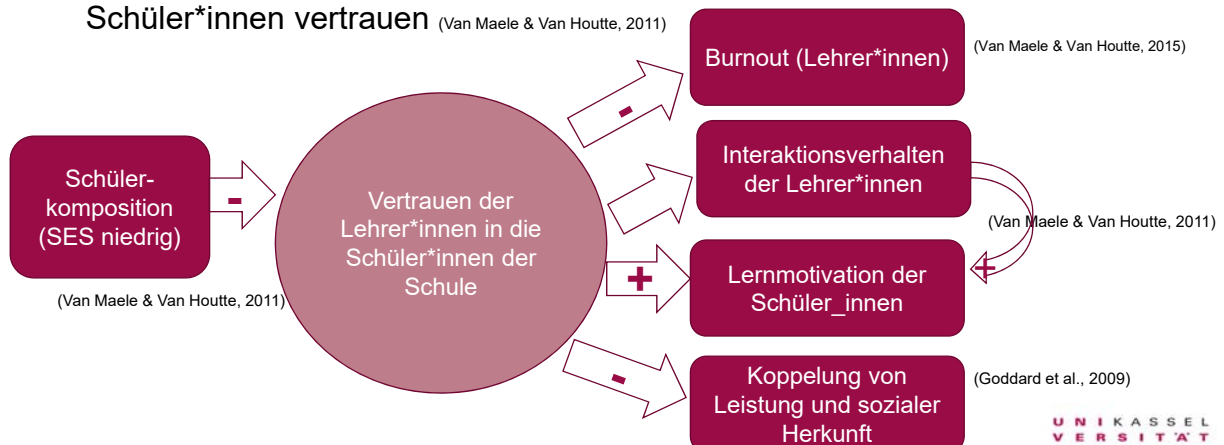 Schüler*innen vertrauen (Van Maele & Van Houtte, 2011)
Burnout (Lehrer*innen)
(Van Maele & Van Houtte, 2015)
-
Schüler-
komposition
(SES niedrig)
-
(Van Maele & Van Houtte, 2011)
Vertrauen der
Lehrer*innen in die
Schüler*innen der
Schule
Interaktionsverhalten
der Lehrer*innen
(Van Maele & Van Houtte, 2011)
+
+
Lernmotivation der
Schüler_innen
-
Koppelung von
Leistung und sozialer
Herkunft
(Goddard et al., 2009)
UNIKASSEL
VERSITÄT